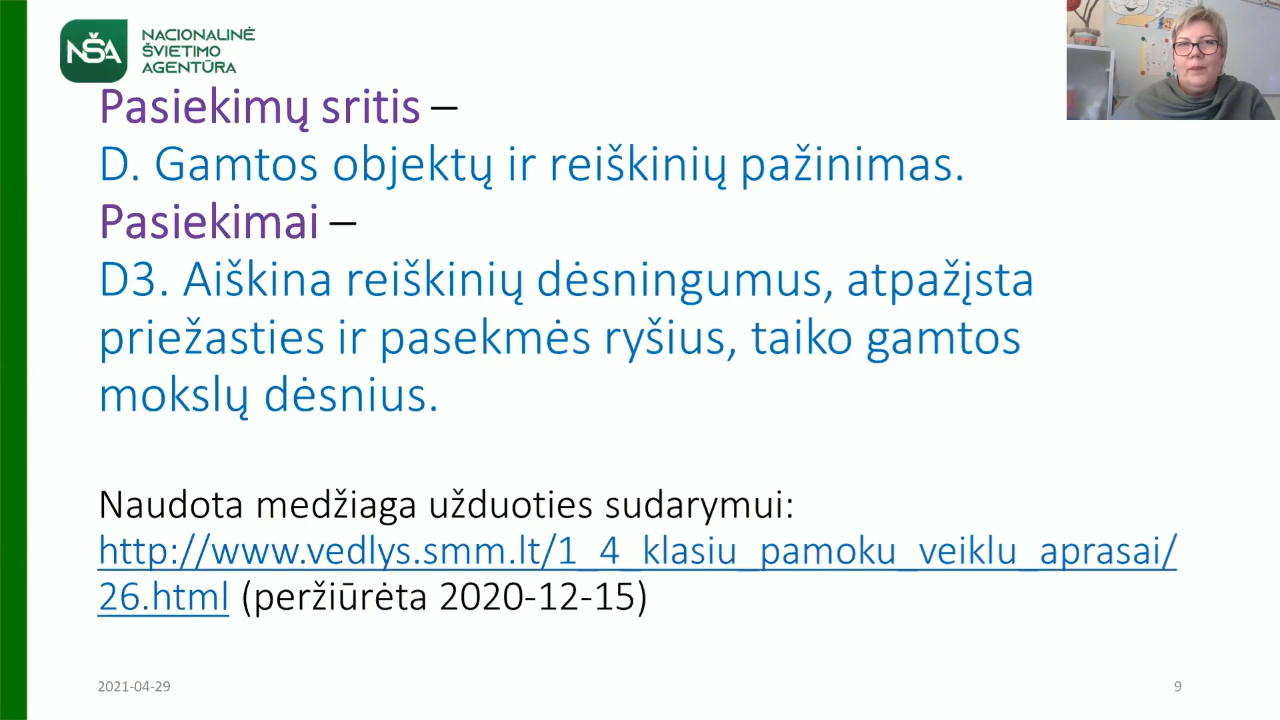 NŠA
NACIONALINĖ
ŠVIETIMO
AGENTŪRA
Pasiekimų sritis –
D. Gamtos objektų ir reiškinių pažinimas.
Pasiekimai –
D3. Aiškina reiškinių dėsningumus, atpažįsta
priežasties ir pasekmės ryšius, taiko gamtos
mokslų dėsnius.
Naudota medžiaga užduoties sudarymui:
http://www.vedlys.smm.lt/1_4_klasiu_pamoku_veiklu_aprasai/
26.html (peržiūrėta 2020-12-15)
2021-04-29
9